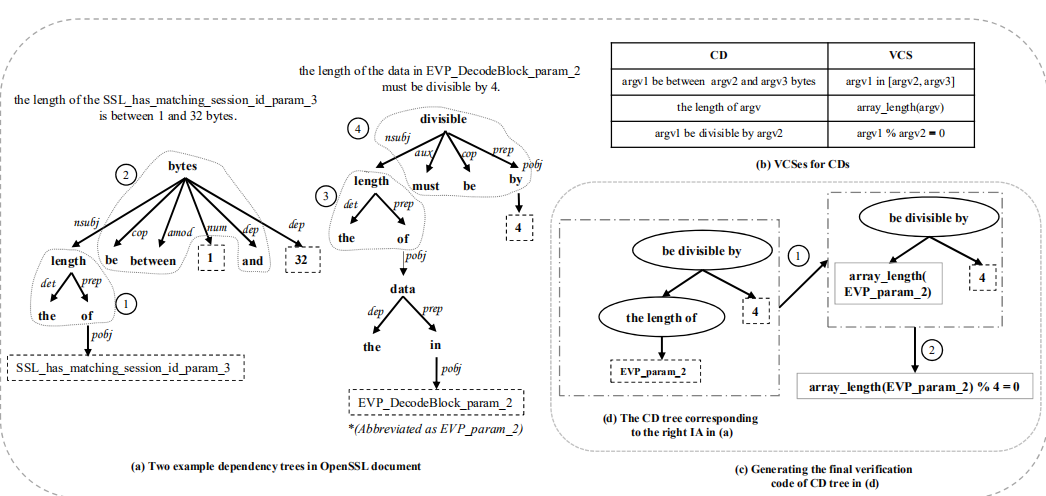 the length of the SSL_has_matching_session_id_param_3
is between 1 and 32 bytes.
2
bytes
nsubj
cop
amod
num
dep
dep
length
be
between
1
and
32
det
prep
1
the
of
pobj
SSL_has_matching_session_id_param_3
the length of the data in EVP_DecodeBlock_param_2
must be divisible by 4.
4
divisible
nsubj
aux
cop
prep
pobj
3
length
must
be
by
det
prep
4
the
of
pobj
data
dep
prep
the
in
pobj
EVP_DecodeBlock_param_2
*(Abbreviated as EVP_param_2)
(a) Two example dependency trees in OpenSSL document
CD VCS
argv1 be between argv2 and argv3 bytes argv1 in [argv2, argv3]
the length of argv array_length(argv)
argv1 be divisible by argv2 argv1 % argv2 = 0
(b) VCSes for CDs
be divisible by
the length of
4
EVP_param_2
(d) The CD tree corresponding
to the right IA in (a)
1
be divisible by
array_length(
EVP_param_2)
4
2
array_length(EVP_param_2) % 4 = 0
(c) Generating the final verification
code of CD tree in (d)